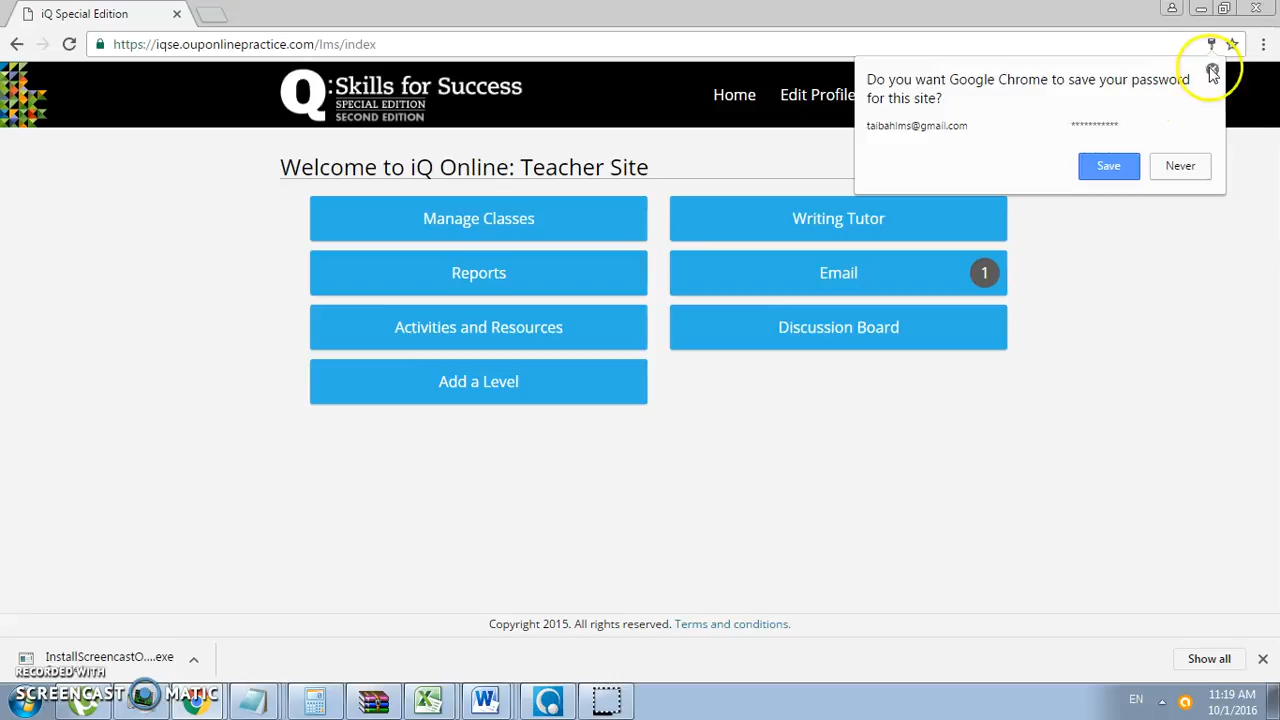 iQ Special Edition
https://iqse.ouponlinepractice.com/lms/index
Q: Skills for Success
SPECIAL EDITION
SECOND EDITION
Home
Edit Profile
Do you want Google Chrome to save your password
for this site?
taibahlms@gmail.com ***********
Save
Never
Welcome to iQ Online: Teacher Site
Manage Classes
Writing Tutor
Reports
Email
1
Activities and Resources
Discussion Board
Add a Level
Copyright 2015. All rights reserved. Terms and conditions.
InstallScreencastO....exe
Show all
RECORDED WITH
SCREENCAST MATIC
EN
11:19 AM
10/1/2016